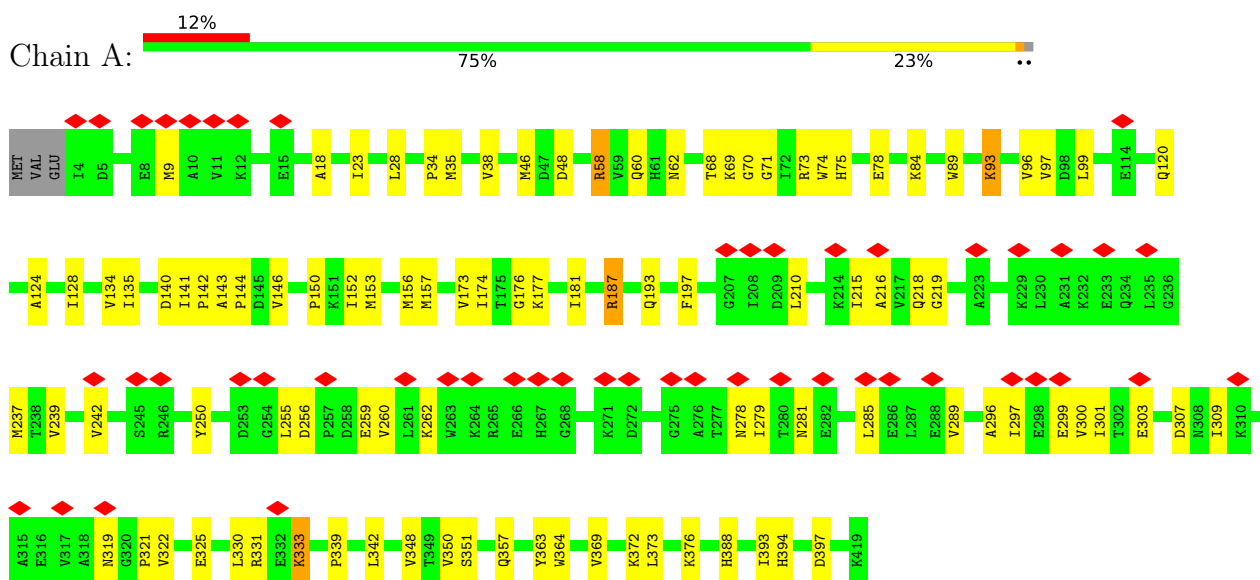 12%
Chain A:
75% 23% ••
MET VAL GLU I4 D5 E8 M9 A10 V11 K12 E15 A18 I23 L28 P34 M35 V38 M46 D47 D48 R58 V59 Q60 H61 N62 T68 K69 G70 G71 I72 R73 W74 H75 E78 K84 W89 K93 V96 V97 D98 L99 E114 Q120
A124 I128 V134 I135 D140 I141 P142 A143 P144 D145 V146 P150 K151 I152 M153 M156 M157 V173 I174 T175 G176 K177 I181 R187 Q193 F197 G207 I208 D209 L210 K214 I215 A216 V217 Q218 G219 A223 K229 L230 A231 K232 E233 Q234 L235 G236
M237 T238 V239 V242 S245 R246 Y250 D253 G254 L255 D256 P257 D258 E259 V260 L261 K262 W263 K264 R265 E266 H267 G268 K271 D272 G275 A276 T277 N278 I279 T280 N281 E282 L285 E286 L287 E288 V289 A296 I297 E298 E299 V300 I301 T302 E303 D307 N308 I309 K310
A315 E316 V317 A318 N319 G320 P321 V322 E325 L330 R331 E332 K333 P339 L342 V348 T349 V350 S351 Q357 Y363 W364 V369 K372 L373 K376 H388 I393 H394 D397 K419